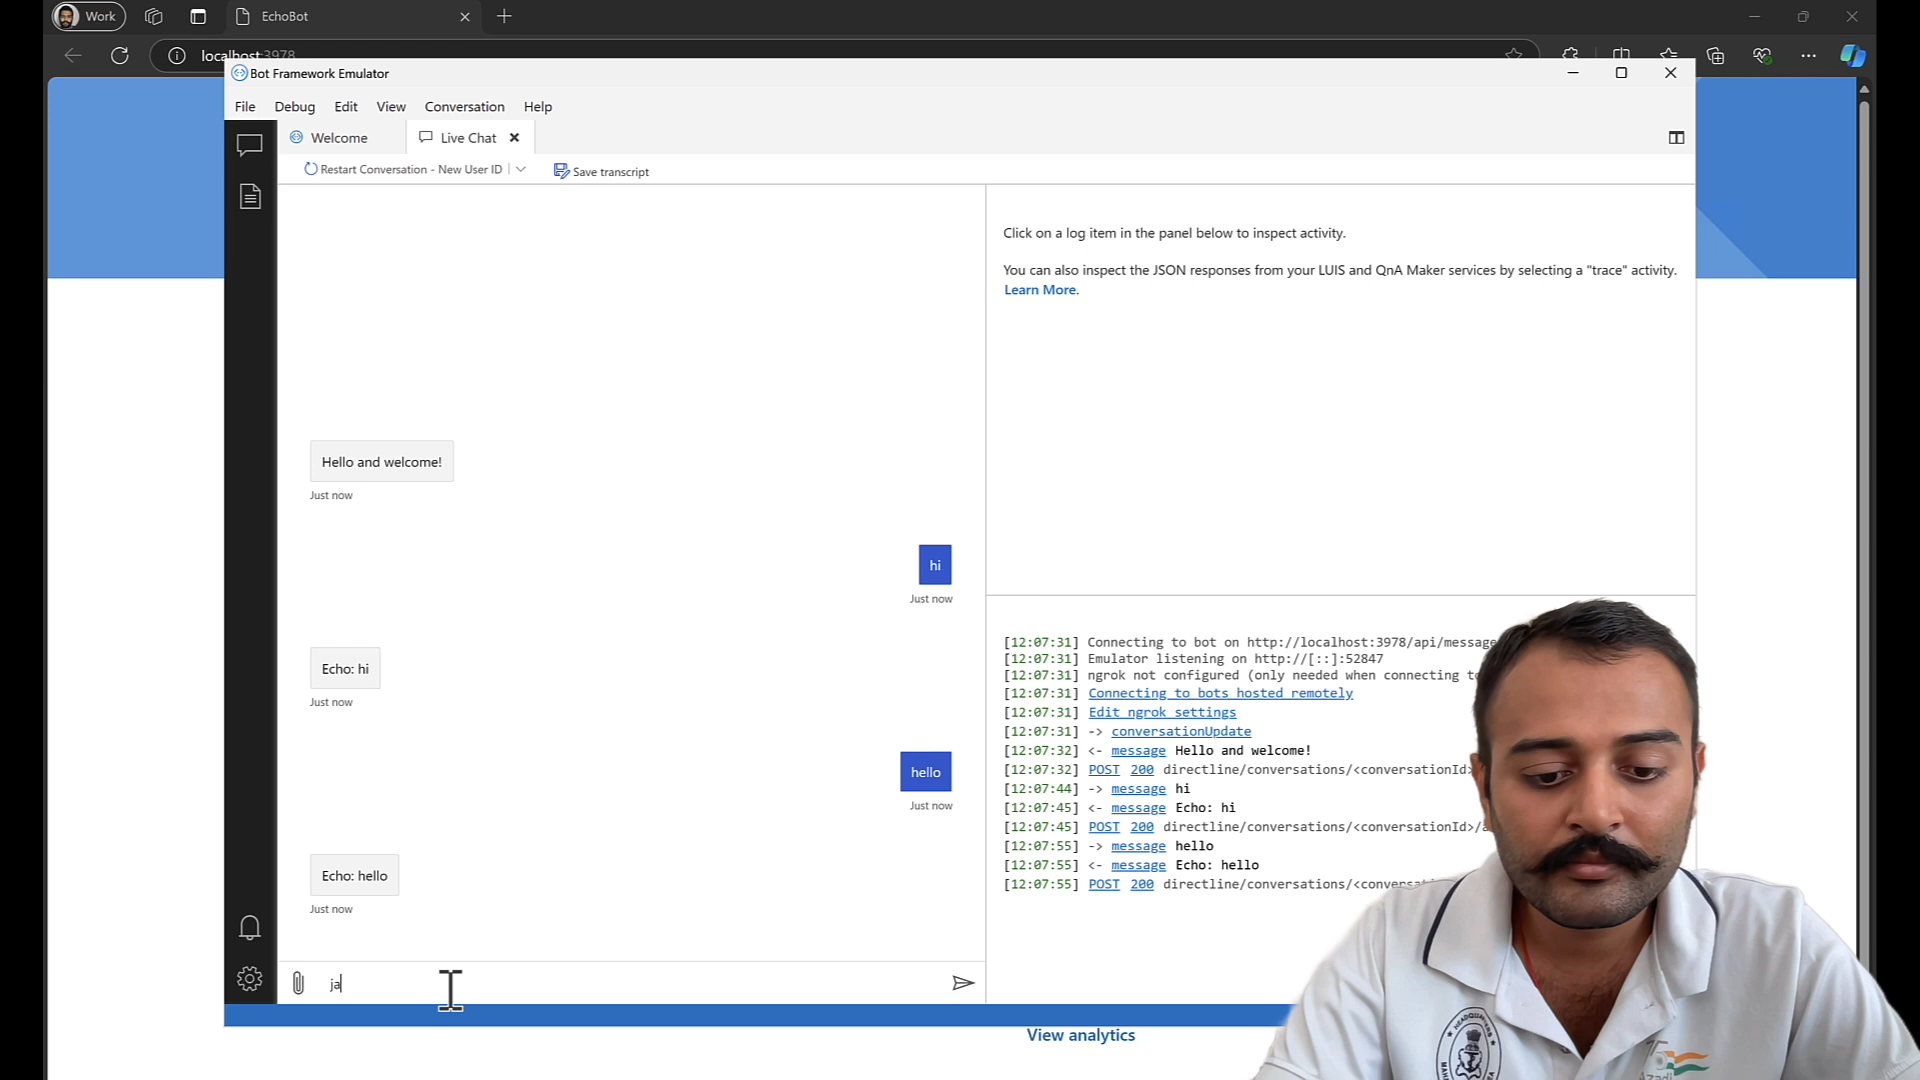 Work
EchoBot
localhost:3978
Bot Framework Emulator
File Debug Edit View Conversation Help
Welcome
Live Chat
Restart Conversation - New User ID
Save transcript
Hello and welcome!
Just now
hi
Just now
Echo: hi
Just now
hello
Just now
Echo: hello
Just now
ja
Click on a log item in the panel below to inspect activity.
You can also inspect the JSON responses from your LUIS and QnA Maker services by selecting a "trace" activity.
Learn More.
[12:07:31] Connecting to bot on http://localhost:3978/api/message
[12:07:31] Emulator listening on http://[::]:52847
[12:07:31] ngrok not configured (only needed when connecting to
[12:07:31] Connecting to bots hosted remotely
[12:07:31] Edit ngrok settings
[12:07:31] -> conversationUpdate
[12:07:32] <- message Hello and welcome!
[12:07:32] POST 200 directline/conversations/<conversationId>
[12:07:44] -> message hi
[12:07:45] <- message Echo: hi
[12:07:45] POST 200 directline/conversations/<conversationId>/a
[12:07:55] -> message hello
[12:07:55] <- message Echo: hello
[12:07:55] POST 200 directline/conversations/<conversa
View analytics
HEADQUARTERS
Azadi